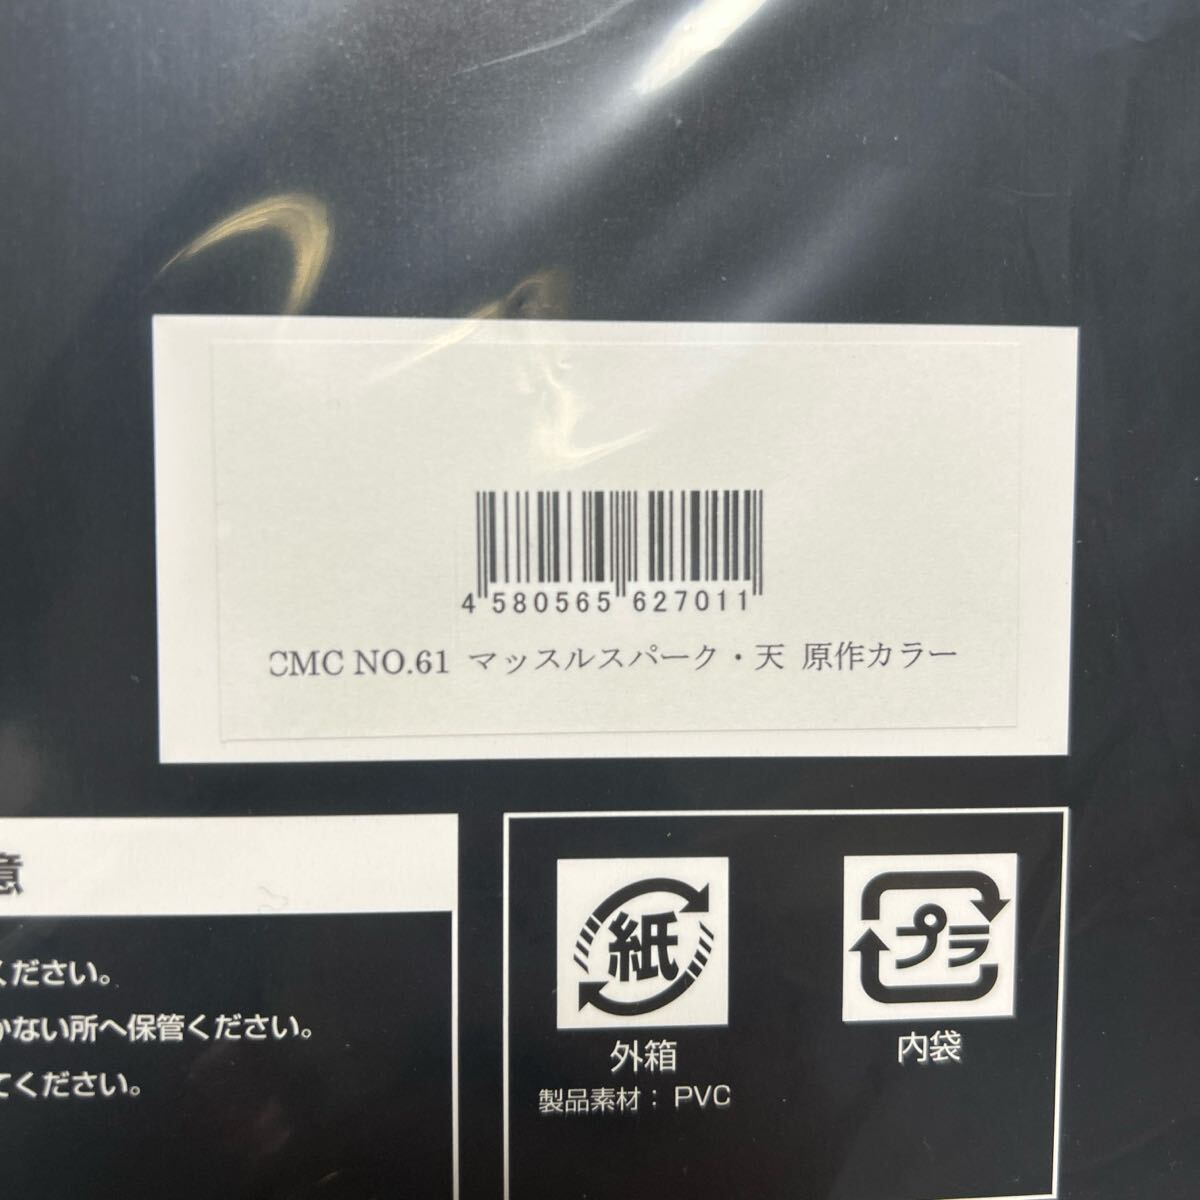 4 580565 627011
CMC NO.61 マッスルスパーク・天 原作カラー
意
ください。
かない所へ保管ください。
てください。
紙
プラ
外箱
内袋
製品素材： PVC